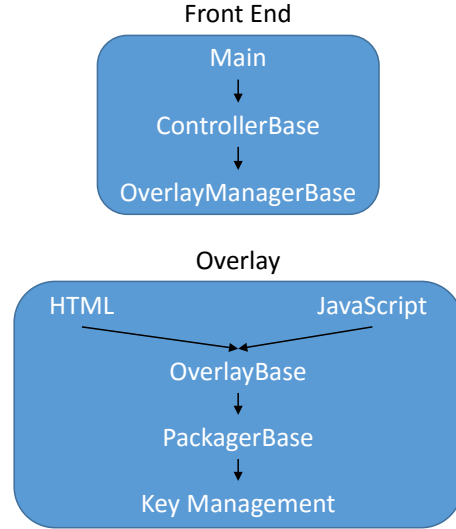 Front End
Main
ControllerBase
OverlayManagerBase
Overlay
HTML JavaScript
OverlayBase
PackagerBase
Key Management